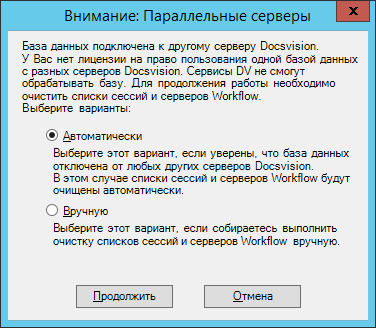 Внимание: Параллельные серверы
x
База данных подключена к другому серверу Docsvision.
У Вас нет лицензии на право пользования одной базой данных
с разных серверов Docsvision. Сервисы DV не смогут
обрабатывать базу. Для продолжения работы необходимо
очистить списки сессий и серверов Workflow.
Выберите варианты:
Автоматически
Выберите этот вариант, если уверены, что база данных
отключена от любых других серверов Docsvision.
В этом случае списки сессий и серверов Workflow будут
очищены автоматически.
Вручную
Выберите этот вариант, если собираетесь выполнить
очистку списков сессий и серверов Workflow вручную.
Продолжить
Отмена